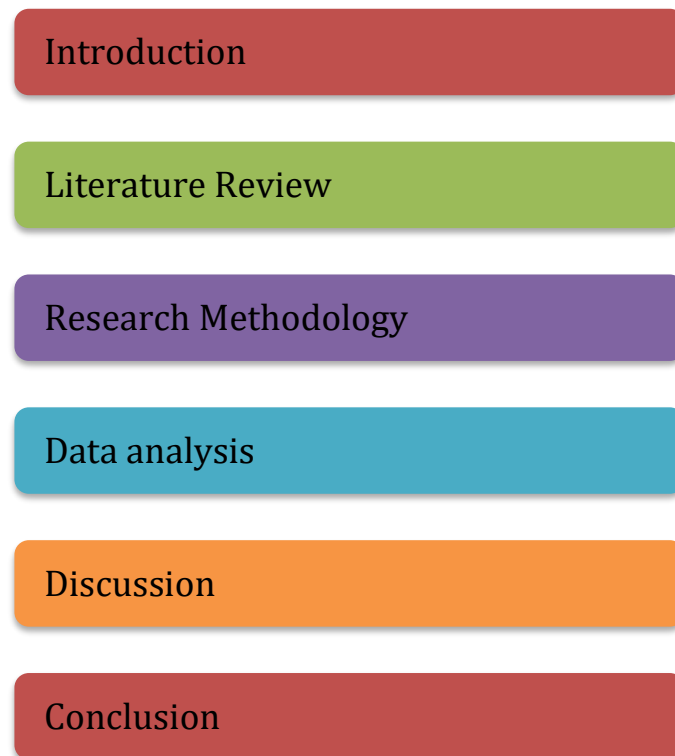 Introduction
Literature Review
Research Methodology
Data analysis
Discussion
Conclusion